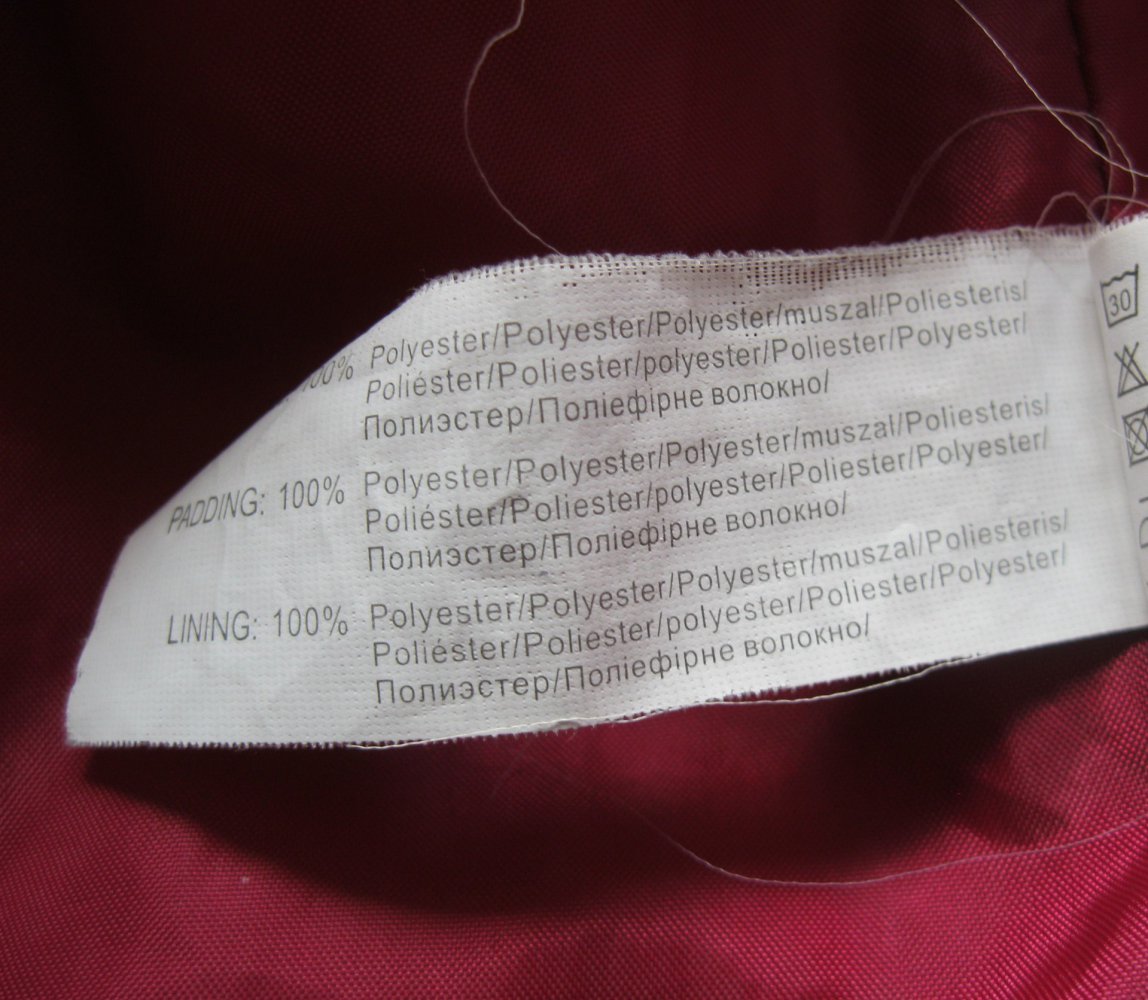 100% Polyester/Polyester/Polyester/muszal/Poliesteris/
Poliéster/Poliester/polyester/Poliester/Polyester/
Полиэстер/Поліефірне волокно/
PADDING: 100% Polyester/Polyester/Polyester/muszal/Poliesteris/
Poliéster/Poliester/polyester/Poliester/Polyester/
Полиэстер/Поліефірне волокно/
LINING: 100% Polyester/Polyester/Polyester/muszal/Poliesteris/
Poliéster/Poliester/polyester/Poliester/Polyester/
Полиэстер/Поліефірне волокно/
30